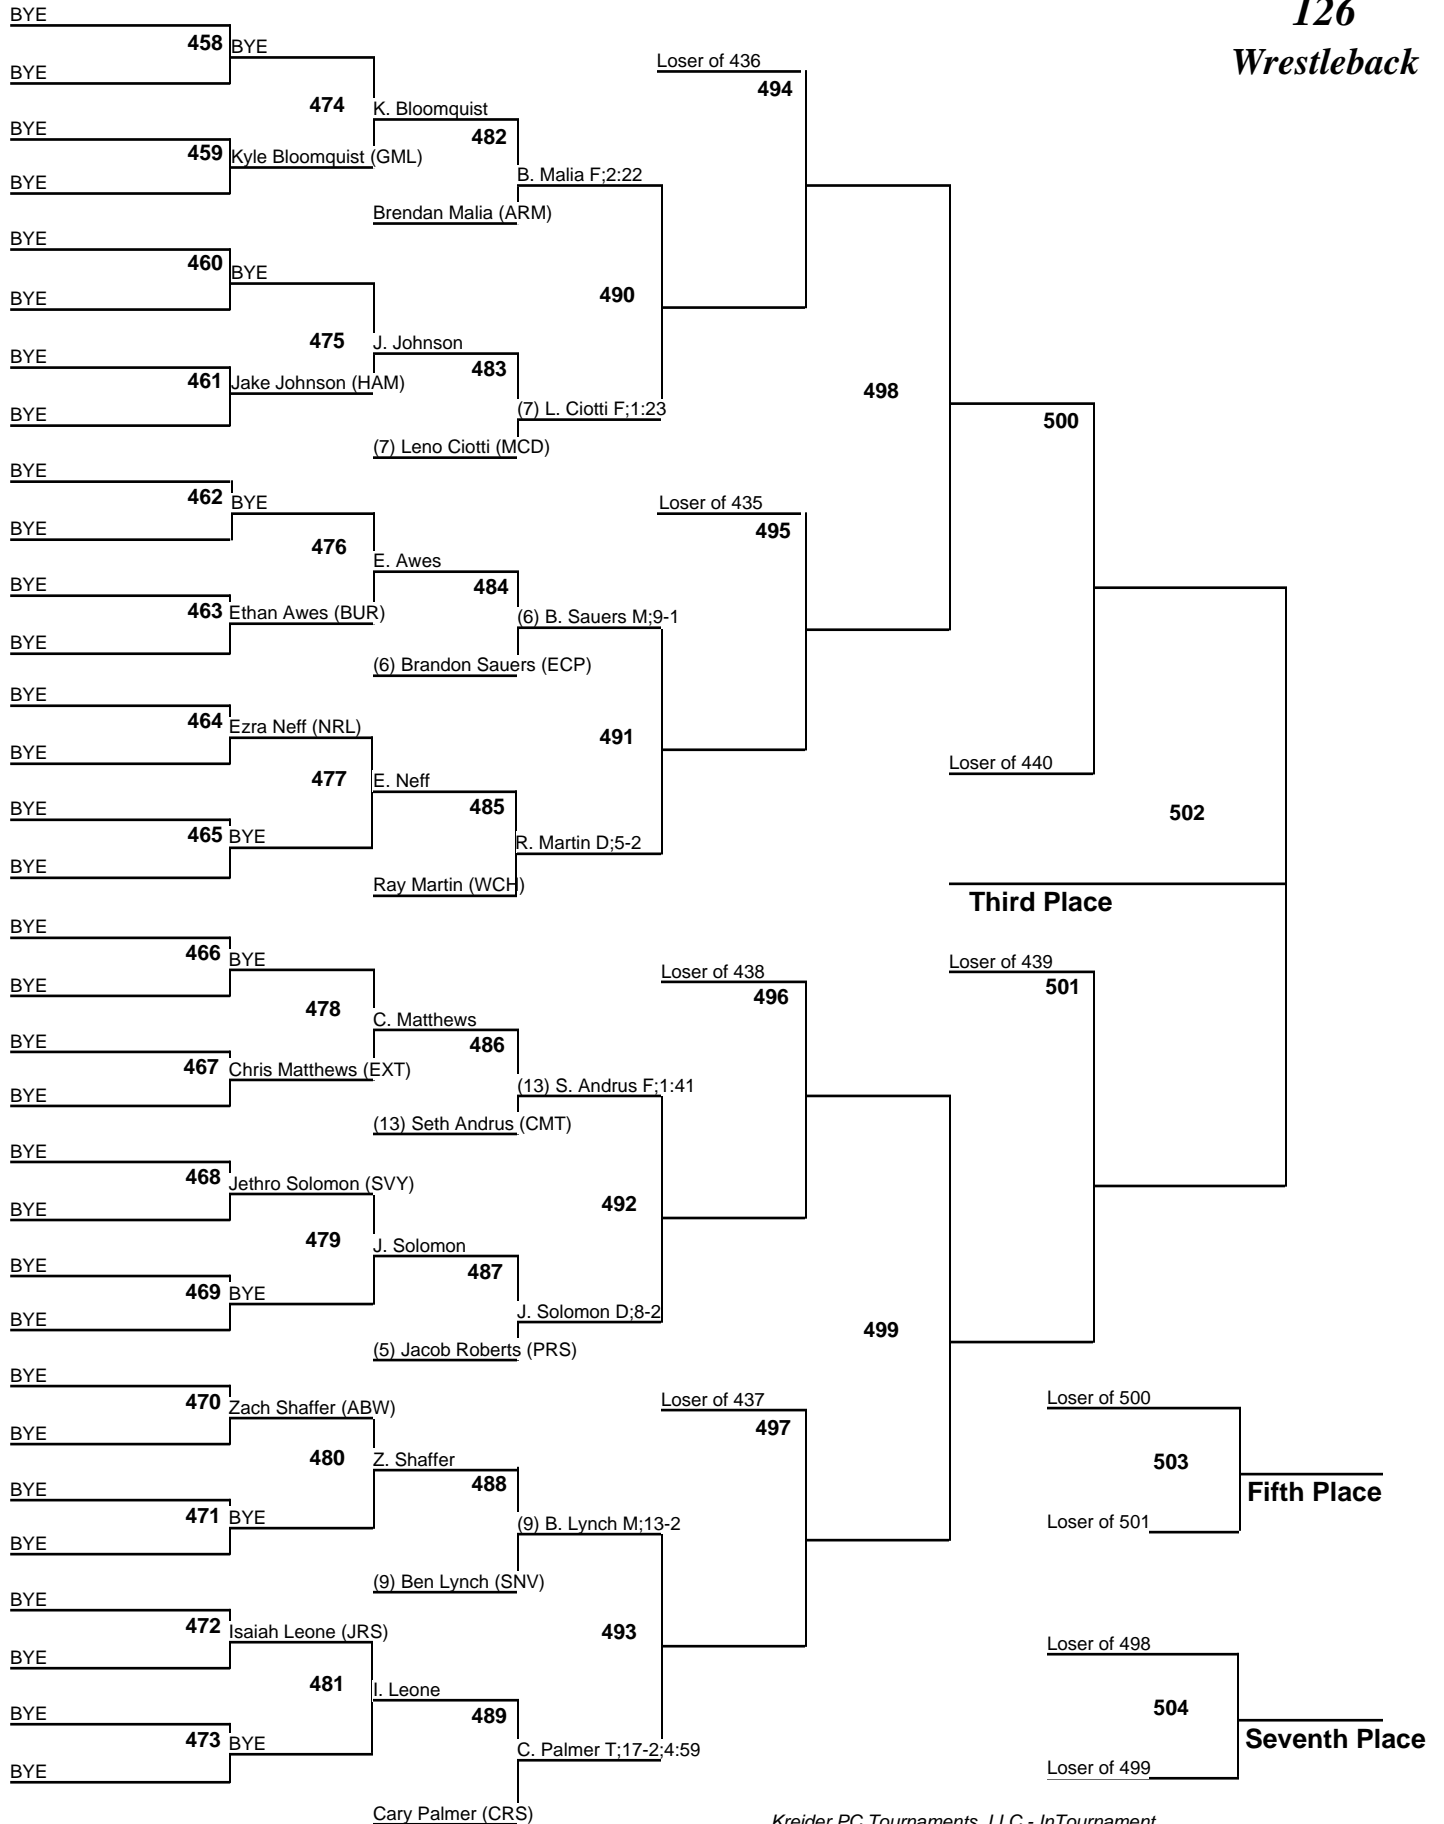 126
Wrestleback
BYE
458
BYE
BYE
474
K. Bloomquist
BYE
459
Kyle Bloomquist (GML)
BYE
482
B. Malia F;2:22
Brendan Malia (ARM)
BYE
460
BYE
BYE
475
J. Johnson
BYE
461
Jake Johnson (HAM)
BYE
483
(7) L. Ciotti F;1:23
(7) Leno Ciotti (MCD)
490
Loser of 436
494
BYE
462
BYE
BYE
476
E. Awes
BYE
463
Ethan Awes (BUR)
BYE
484
(6) B. Sauers M;9-1
(6) Brandon Sauers (ECP)
BYE
464
Ezra Neff (NRL)
BYE
477
E. Neff
BYE
465
BYE
BYE
485
R. Martin D;5-2
Ray Martin (WCH)
491
Loser of 435
495
498
500
Loser of 440
502
Third Place
BYE
466
BYE
BYE
478
C. Matthews
BYE
467
Chris Matthews (EXT)
BYE
486
(13) S. Andrus F;1:41
(13) Seth Andrus (CMT)
BYE
468
Jethro Solomon (SVY)
BYE
479
J. Solomon
BYE
469
BYE
BYE
487
J. Solomon D;8-2
(5) Jacob Roberts (PRS)
492
Loser of 438
496
Loser of 439
501
BYE
470
Zach Shaffer (ABW)
BYE
480
Z. Shaffer
BYE
471
BYE
BYE
488
(9) B. Lynch M;13-2
(9) Ben Lynch (SNV)
BYE
472
Isaiah Leone (JRS)
BYE
481
I. Leone
BYE
473
BYE
BYE
489
C. Palmer T;17-2;4:59
Cary Palmer (CRS)
493
Loser of 437
497
499
Loser of 500
503
Fifth Place
Loser of 501
Loser of 498
504
Seventh Place
Loser of 499
Kreider PC Tournaments, LLC - InTournament